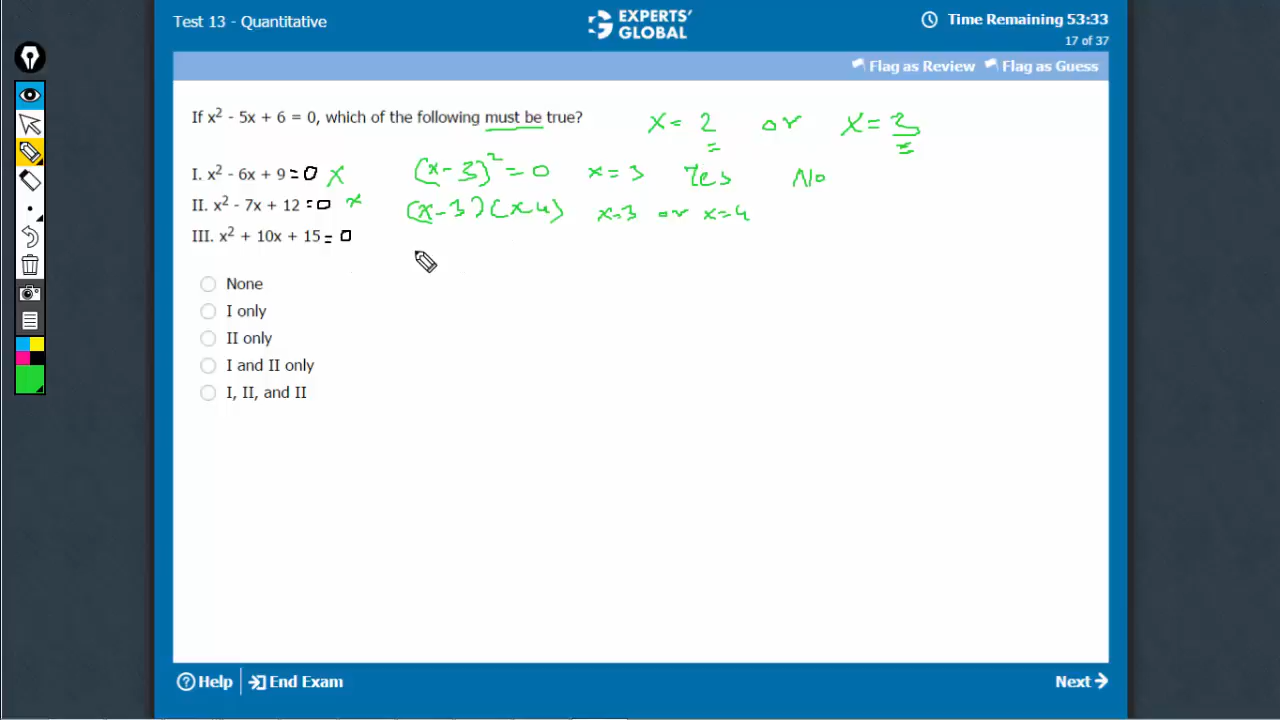 Test 13 - Quantitative
EXPERTS' GLOBAL
Time Remaining 53:33
17 of 37
Flag as Review Flag as Guess
If x² - 5x + 6 = 0, which of the following must be true? x = 2 or x = 3
I. x² - 6x + 9 = 0 x (x - 3)² = 0 x = 3 Yes No
II. x² - 7x + 12 = 0 x (x - 3)(x - 4) x = 3 or x = 4
III. x² + 10x + 15 = 0
None
I only
II only
I and II only
I, II, and II
Help End Exam Next